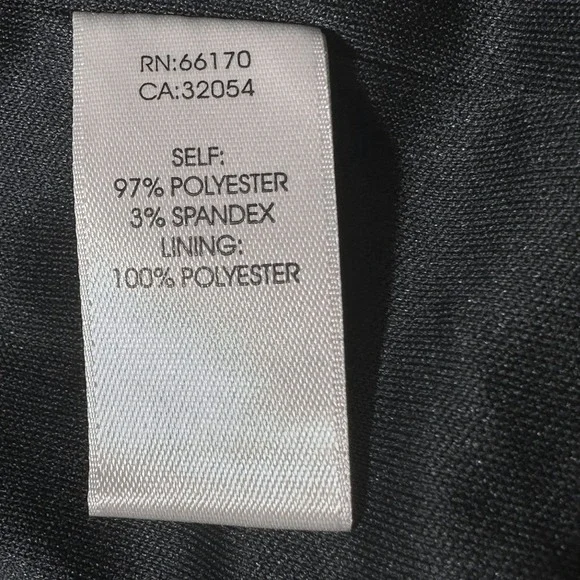 RN:66170
CA:32054
SELF:
97% POLYESTER
3% SPANDEX
LINING:
100% POLYESTER